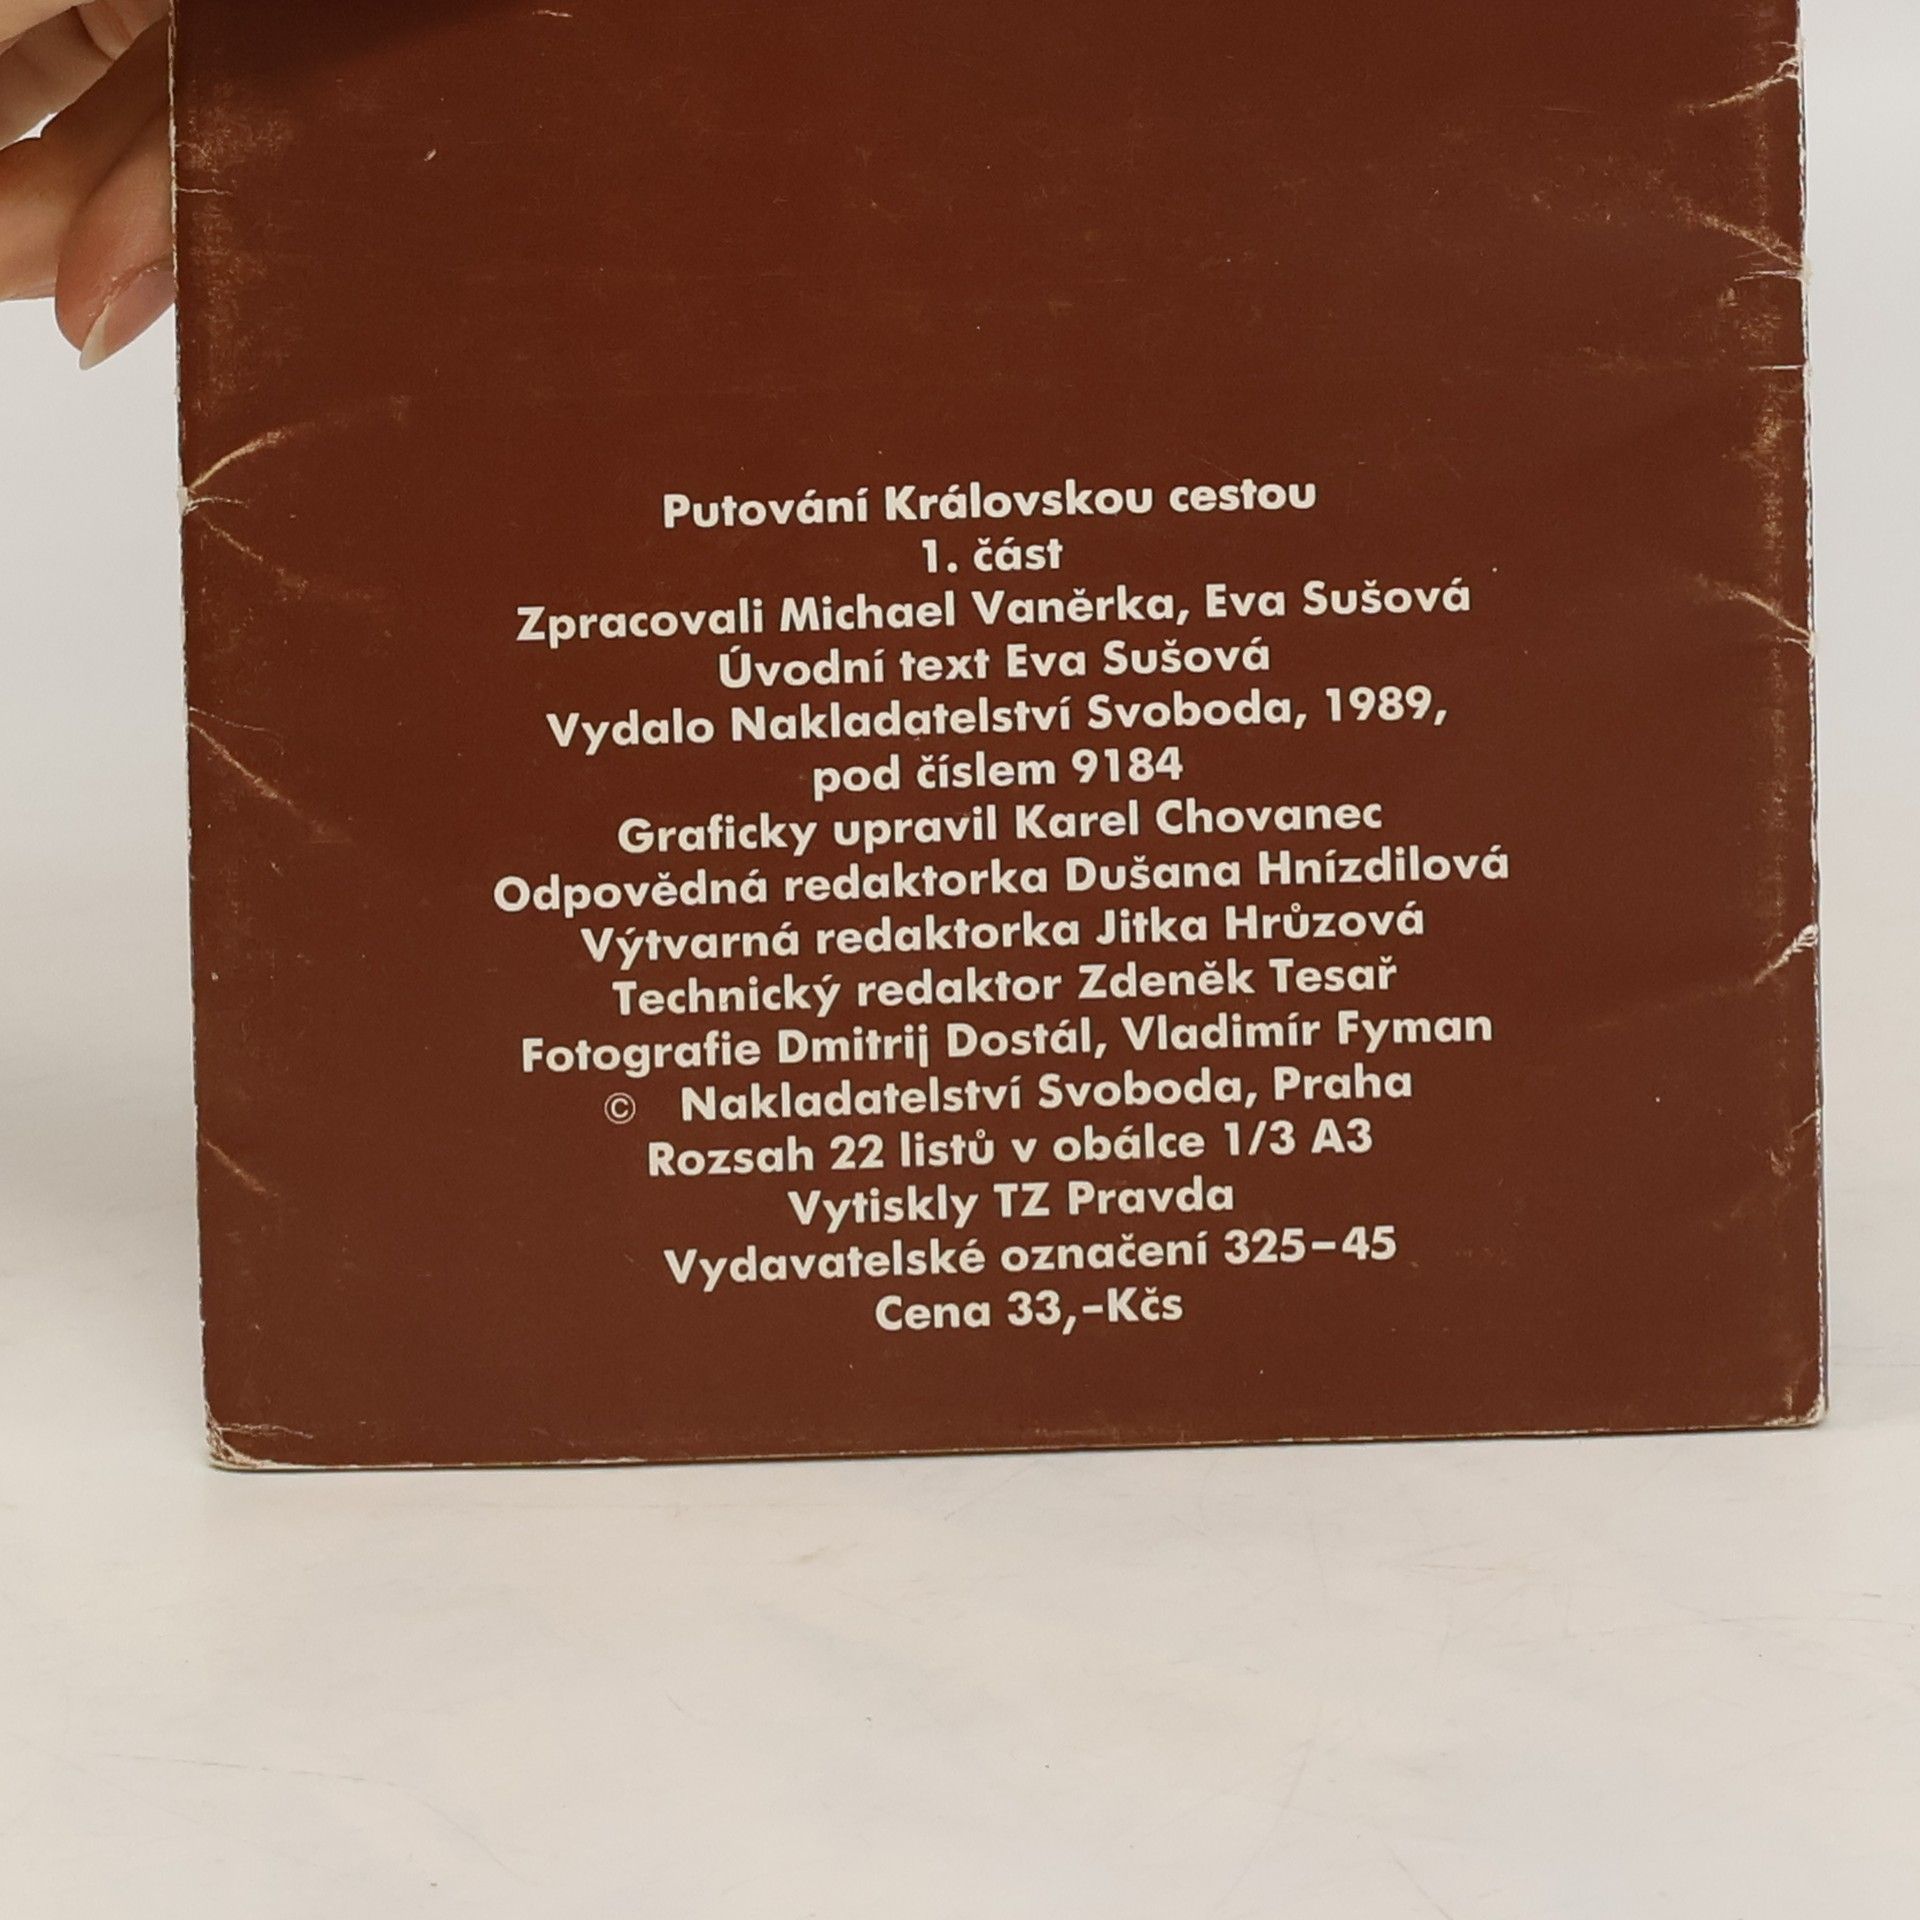 Putování Královskou cestou
1. část
Zpracovali Michael Vaněrka, Eva Sušová
Úvodní text Eva Sušová
Vydalo Nakladatelství Svoboda, 1989,
pod číslem 9184
Graficky upravil Karel Chovanec
Odpovědná redaktorka Dušana Hnízdilová
Výtvarná redaktorka Jitka Hrůzová
Technický redaktor Zdeněk Tesař
Fotografie Dmitrij Dostál, Vladimír Fyman
© Nakladatelství Svoboda, Praha
Rozsah 22 listů v obálce 1/3 A3
Vytiskly TZ Pravda
Vydavatelské označení 325–45
Cena 33,–Kčs